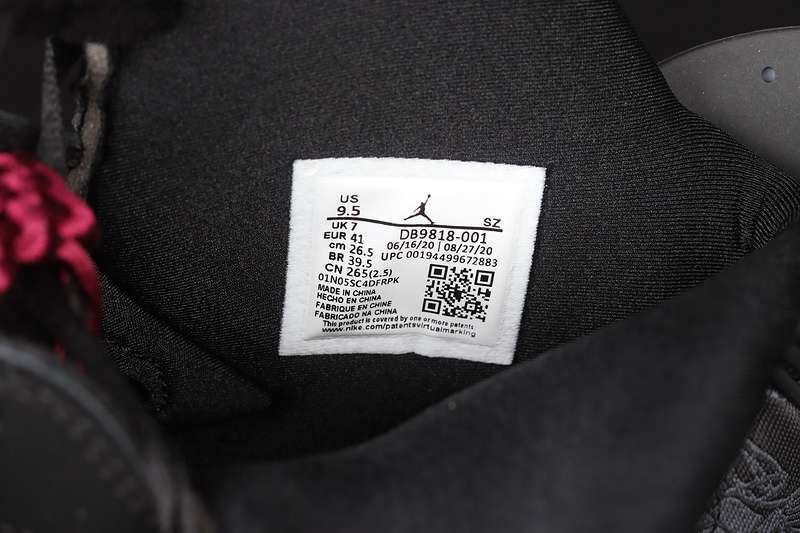 US
9.5
SZ
UK 7
DB9818-001
EUR 41
06/16/20 | 08/27/20
cm 26.5
UPC 00194499672883
BR 39.5
CN 265(2.5)
01N05SC4DFRPK
MADE IN CHINA
HECHO EN CHINA
FABRIQUE EN CHINE
FABRICADO NA CHINA
This product is covered by one or more patents
www.nike.com/patentsvirtualmarking